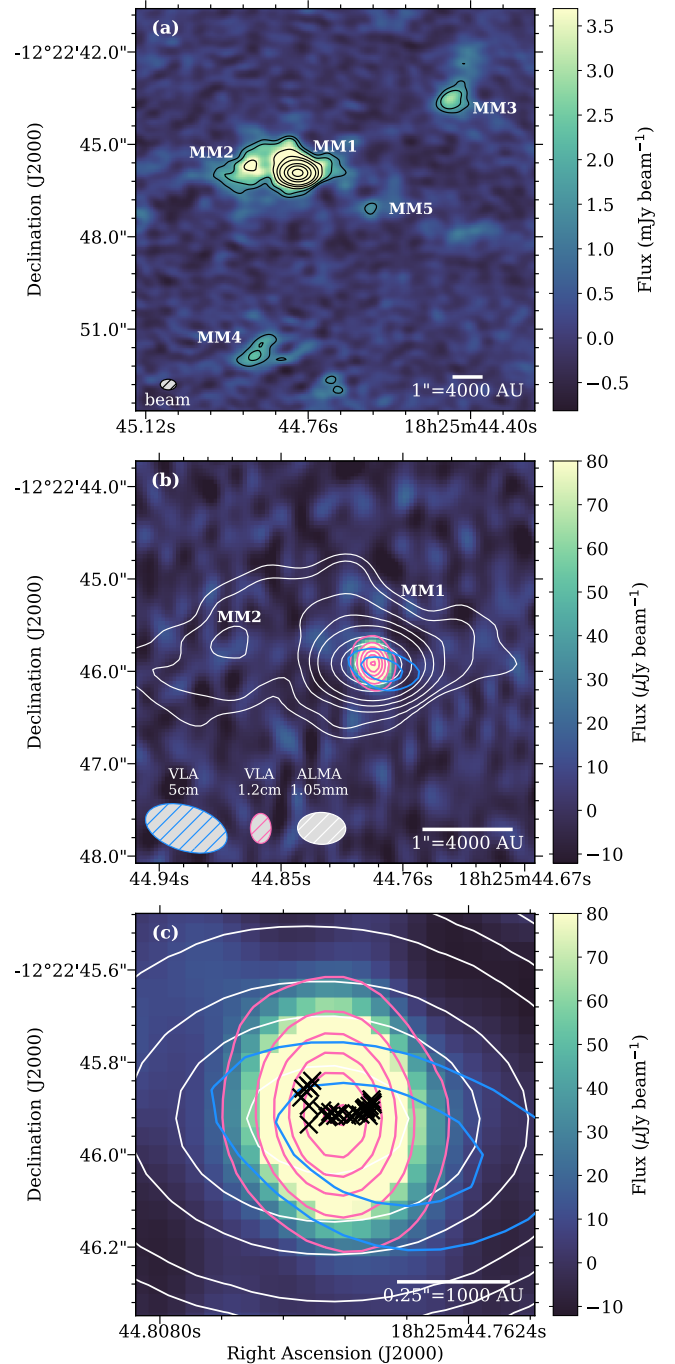 (a)
-12°22'42.0"
45.0"
48.0"
51.0"
Declination (J2000)
MM3
MM2 MM1
MM5
MM4
beam
1"=4000 AU
45.12s 44.76s 18h25m44.40s
3.5
3.0
2.5
2.0
1.5
1.0
0.5
0.0
−0.5
Flux (mJy beam⁻¹)
(b)
-12°22'44.0"
45.0"
46.0"
47.0"
48.0"
Declination (J2000)
MM1
MM2
VLA VLA ALMA
5cm 1.2cm 1.05mm
1"=4000 AU
44.94s 44.85s 44.76s 18h25m44.67s
80
70
60
50
40
30
20
10
0
−10
Flux (μJy beam⁻¹)
(c)
-12°22'45.6"
45.8"
46.0"
46.2"
Declination (J2000)
0.25"=1000 AU
44.8080s 18h25m44.7624s
Right Ascension (J2000)
80
70
60
50
40
30
20
10
0
−10
Flux (μJy beam⁻¹)